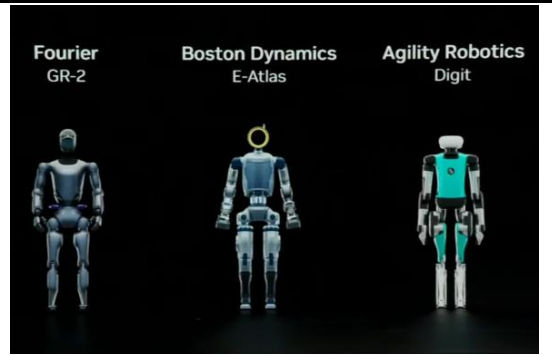 Fourier
GR-2
Boston Dynamics
E-Atlas
Agility Robotics
Digit